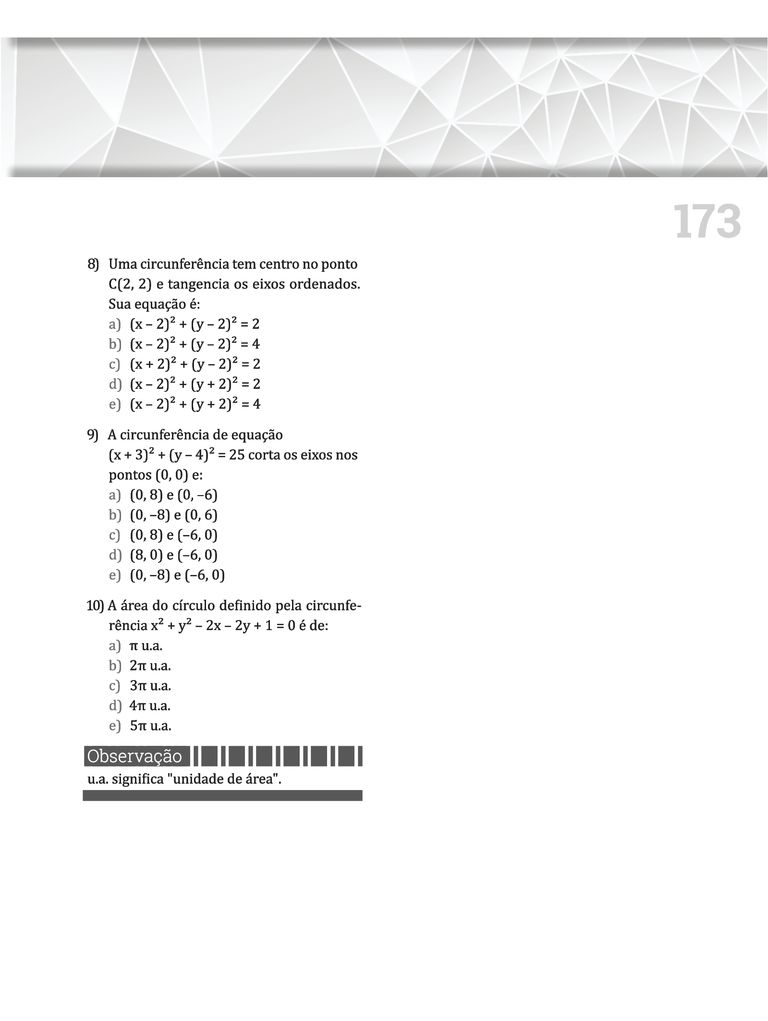 173
8) Uma circunferência tem centro no ponto
C(2, 2) e tangencia os eixos ordenados.
Sua equação é:
a) (x – 2)² + (y – 2)² = 2
b) (x – 2)² + (y – 2)² = 4
c) (x + 2)² + (y – 2)² = 2
d) (x – 2)² + (y + 2)² = 2
e) (x – 2)² + (y + 2)² = 4
9) A circunferência de equação
(x + 3)² + (y – 4)² = 25 corta os eixos nos
pontos (0, 0) e:
a) (0, 8) e (0, –6)
b) (0, –8) e (0, 6)
c) (0, 8) e (–6, 0)
d) (8, 0) e (–6, 0)
e) (0, –8) e (–6, 0)
10) A área do círculo definido pela circunfe-
rência x² + y² – 2x – 2y + 1 = 0 é de:
a) π u.a.
b) 2π u.a.
c) 3π u.a.
d) 4π u.a.
e) 5π u.a.
Observação
u.a. significa "unidade de área".